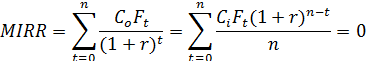 MIRR = \sum_{t=0}^{n} \frac{C_o F_t}{(1+r)^t} = \sum_{t=0}^{n} \frac{C_i F_t (1+r)^{n-t}}{n} = 0